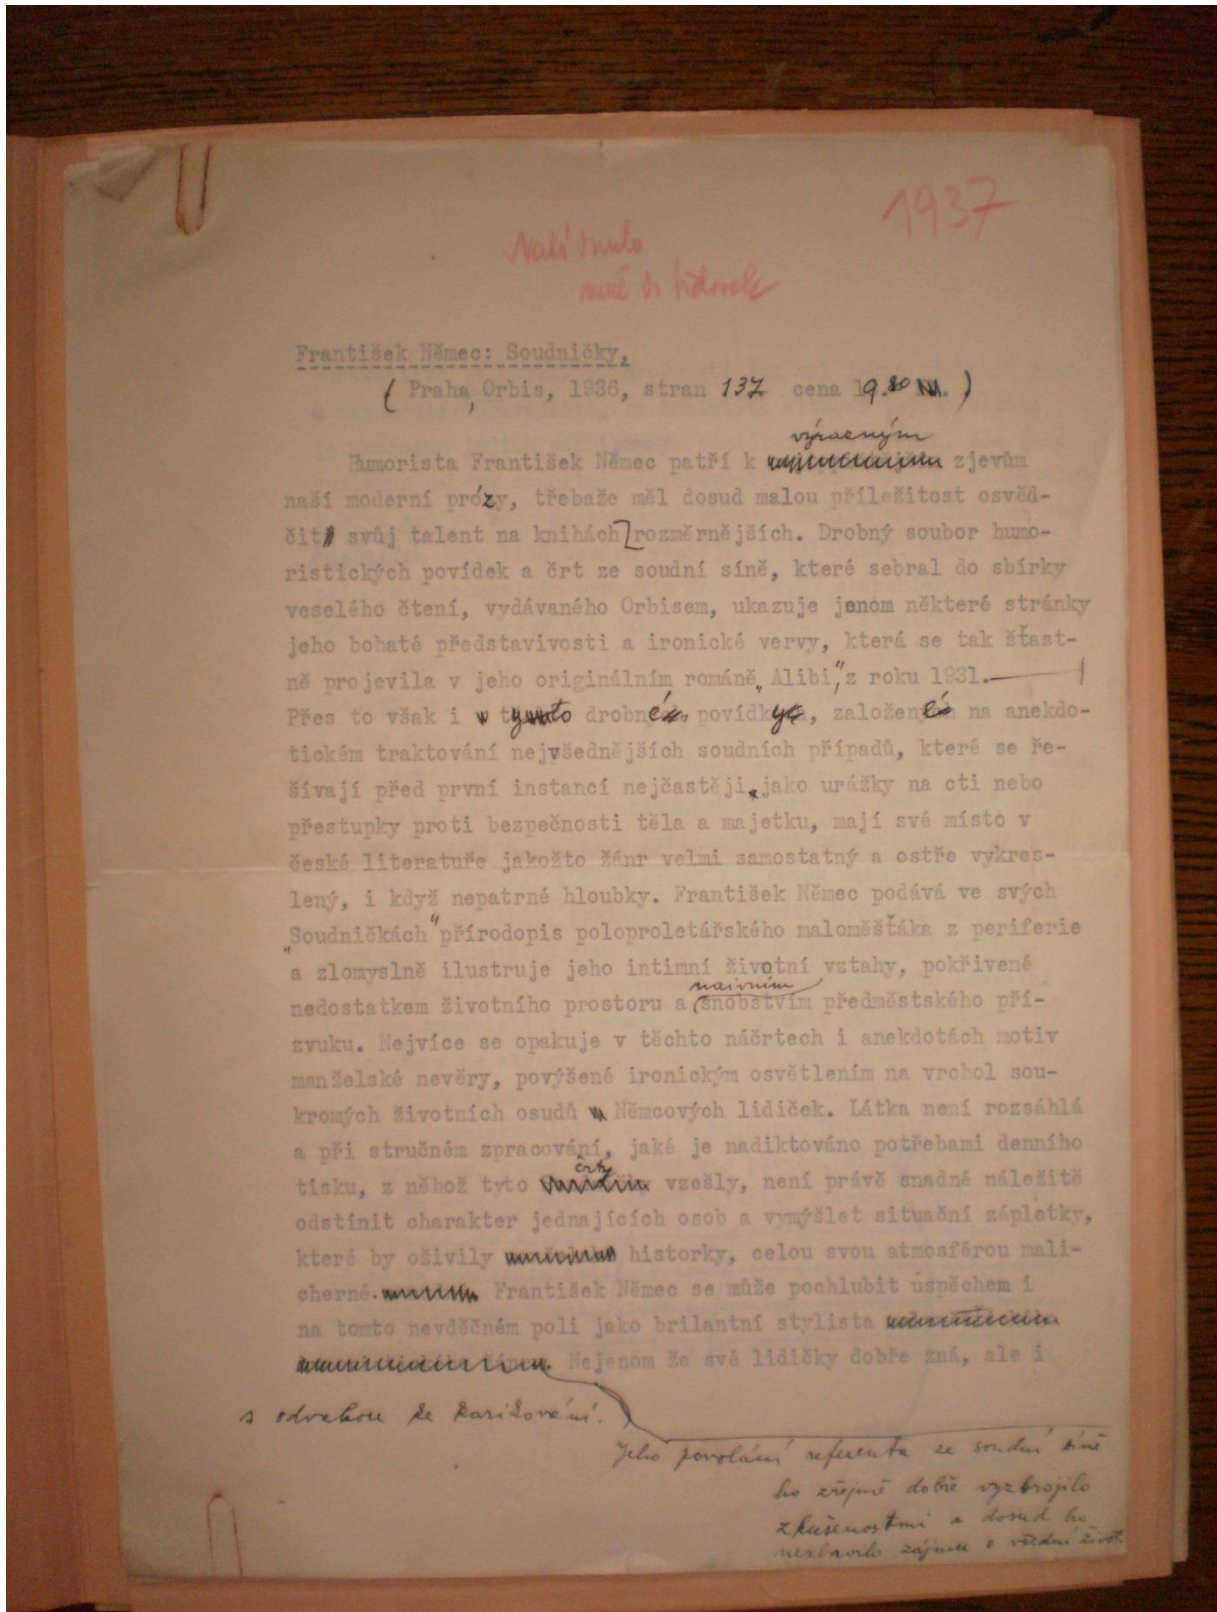 1937
František Němec: Soudničky.
( Praha, Orbis, 1936, stran 137 cena 19.80 )
výrazným
Humorista František Němec patří k zjevům
naší moderní prózy, třebaže měl dosud malou příležitost osvěd-
čit svůj talent na knihách rozměrnějších. Drobný soubor humo-
ristických povídek a črt ze soudní síně, které sebral do sbírky
veselého čtení, vydávaného Orbisem, ukazuje jenom některé stránky
jeho bohaté představivosti a ironické vervy, která se tak šťast-
ně projevila v jeho originálním románě „Alibi", z roku 1931.
Přes to však i drobné povídky, založené na anekdo-
tickém traktování nejvšednějších soudních případů, které se ře-
šívají před první instancí nejčastěji jako urážky na cti nebo
přestupky proti bezpečnosti těla a majetku, mají své místo v
české literatuře jakožto žánr velmi samostatný a ostře vykres-
lený, i když nepatrné hloubky. František Němec podává ve svých
„Soudničkách" přírodopis poloproletářského maloměšťáka z periferie
a zlomyslně ilustruje jeho intimní životní vztahy, pokřivené
naivním
nedostatkem životního prostoru a snobstvím předměstského pří-
zvuku. Nejvíce se opakuje v těchto náčrtech i anekdotách motiv
manželské nevěry, povýšené ironickým osvětlením na vrchol sou-
kromých životních osudů Němcových lidiček. Látka není rozsáhlá
a při stručném zpracování, jaké je nadiktováno potřebami denního
črty
tisku, z něhož tyto vzešly, není právě snadné náležitě
odstínit charakter jednajících osob a vymýšlet situační zápletky,
které by oživily historky, celou svou atmosférou mali-
cherné. František Němec se může pochlubit úspěchem i
na tomto nevděčném poli jako brilantní stylista
Nejenom že své lidičky dobře zná, ale i
s odvahou ke karikování.
Jeho povolání referenta ze soudní síně
ho zřejmě dobře vyzbrojilo
zkušenostmi a dosud ho
nezbavilo zájmu o všední život.